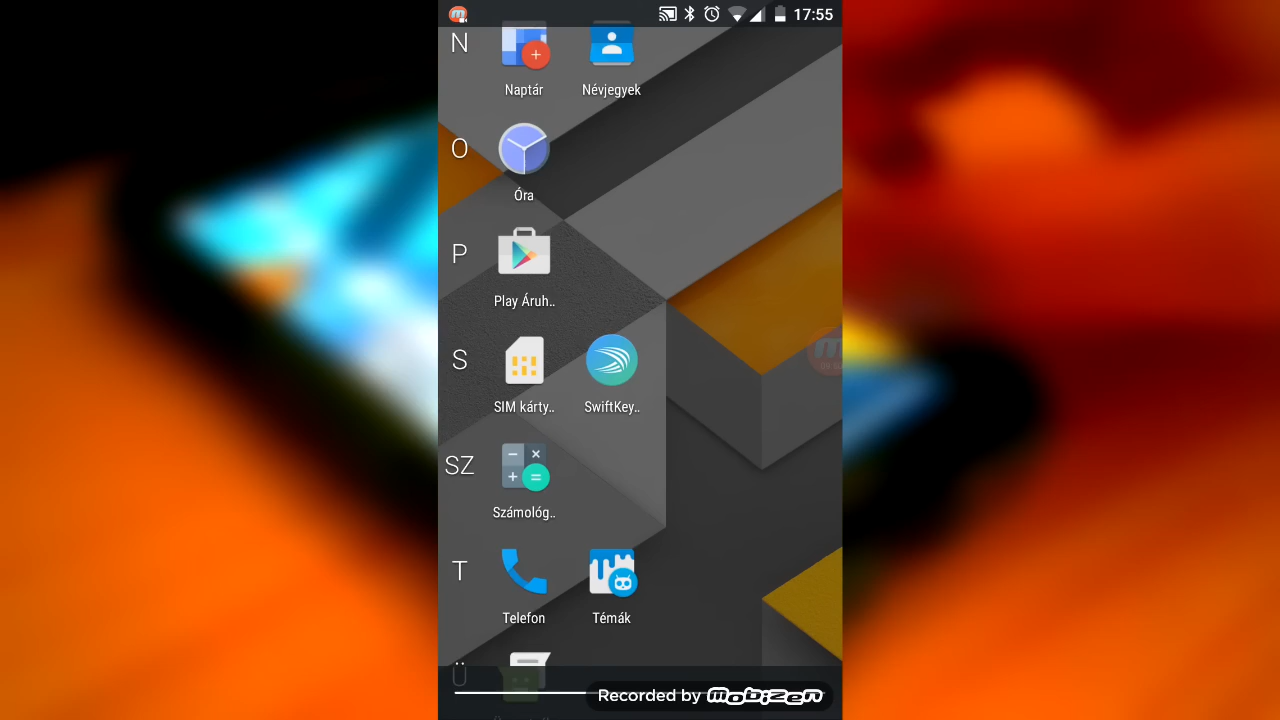 17:55
N
Naptár
Névjegyek
O
Óra
P
Play Áruh..
S
SIM kárty..
SwiftKey..
SZ
Számológ..
T
Telefon
Témák
Ü
Recorded by mobizen